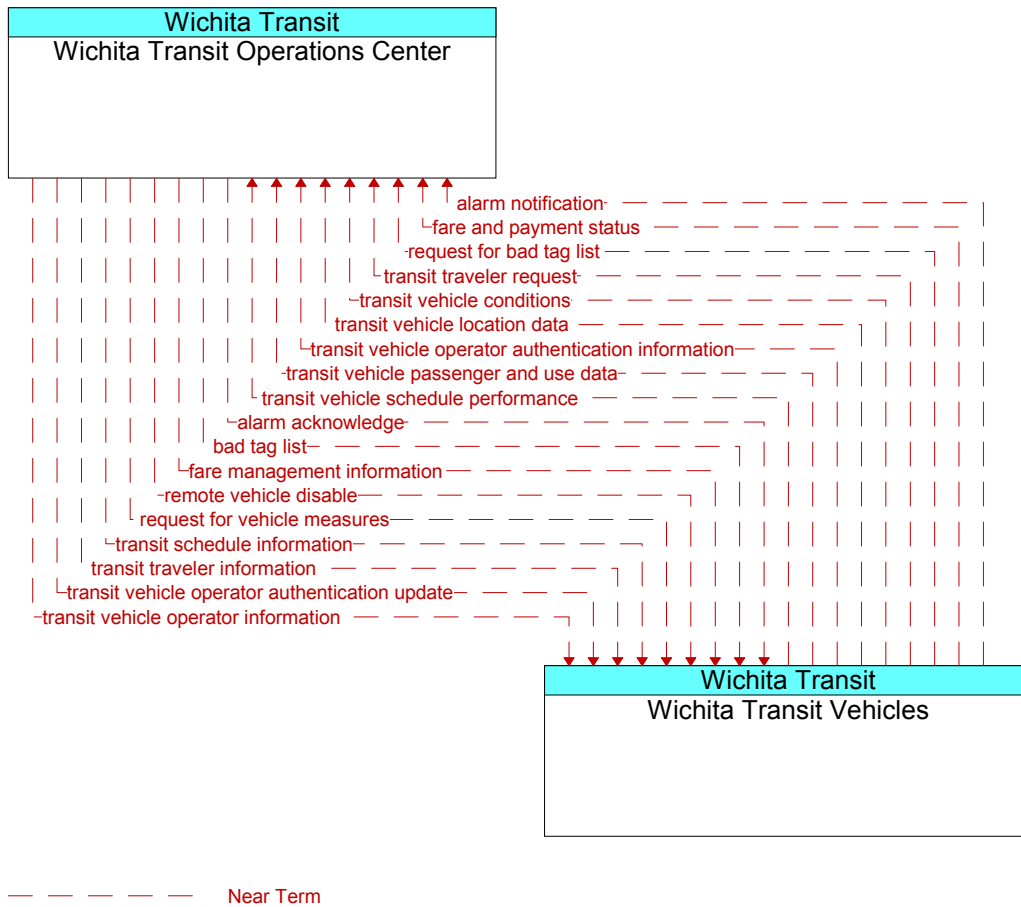 Wichita Transit
Wichita Transit Operations Center
alarm notification
fare and payment status
request for bad tag list
transit traveler request
transit vehicle conditions
transit vehicle location data
transit vehicle operator authentication information
transit vehicle passenger and use data
transit vehicle schedule performance
alarm acknowledge
bad tag list
fare management information
remote vehicle disable
request for vehicle measures
transit schedule information
transit traveler information
transit vehicle operator authentication update
transit vehicle operator information
Wichita Transit
Wichita Transit Vehicles
Near Term